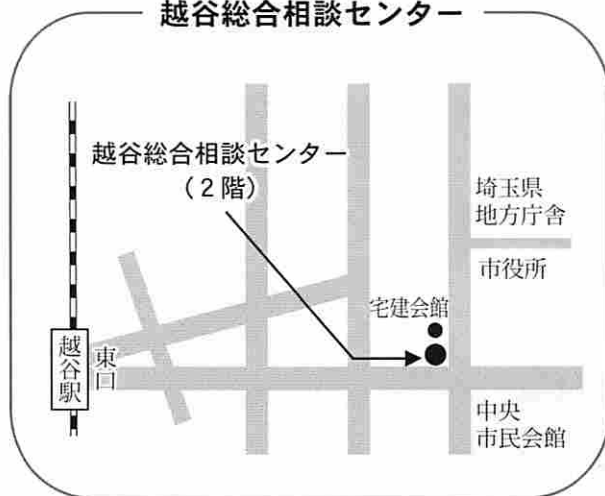 越谷総合相談センター
越谷総合相談センター
(2階)
埼玉県
地方庁舎
市役所
宅建会館
越谷駅
東口
中央
市民会館